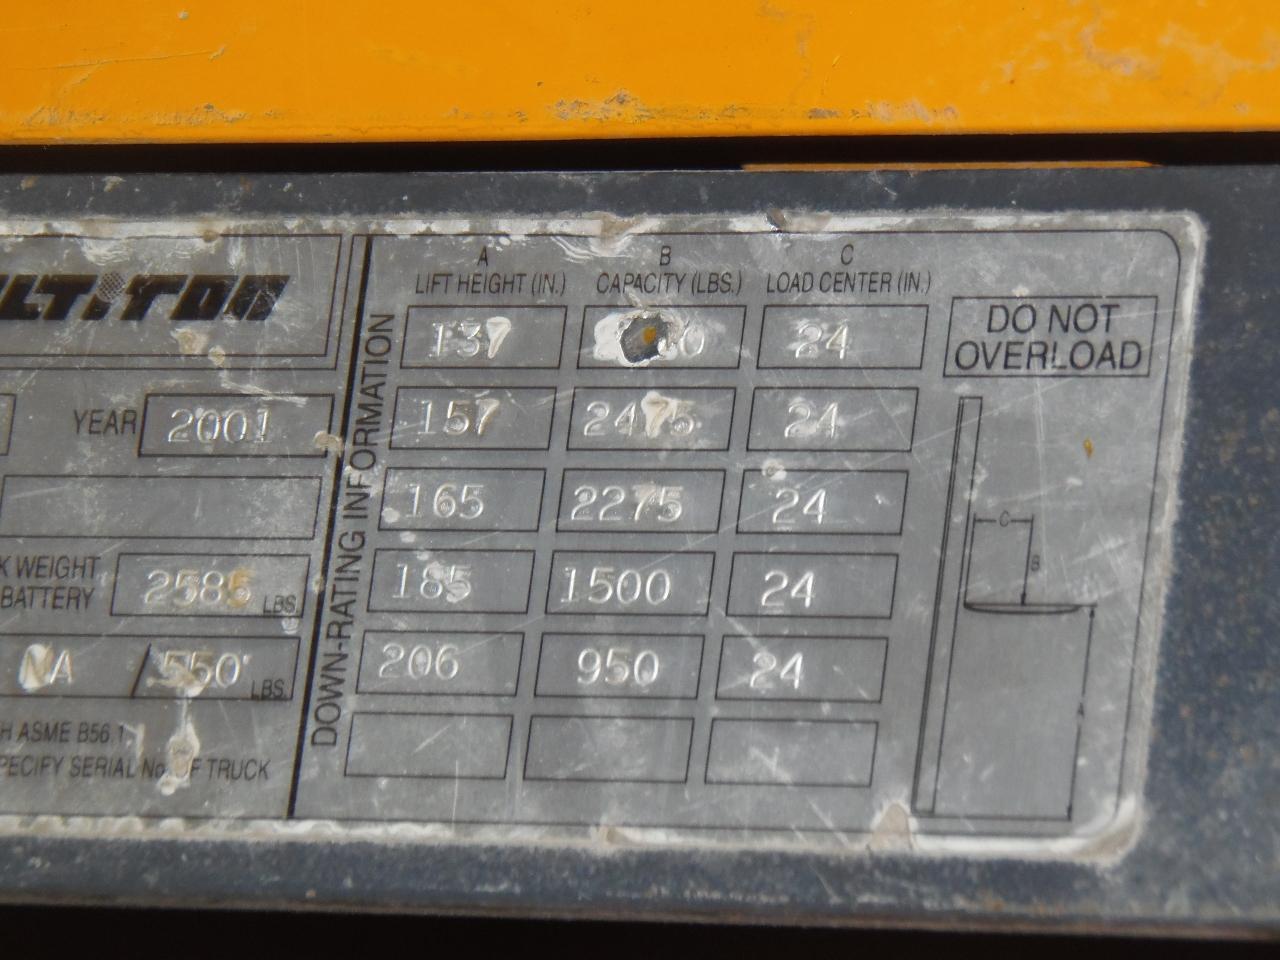 LTITON
YEAR 2001
K WEIGHT
BATTERY 2585 LBS.
NA / 550 LBS.
H ASME B56.1
PECIFY SERIAL No. OF TRUCK
DOWN-RATING INFORMATION
A B C
LIFT HEIGHT (IN.) CAPACITY (LBS.) LOAD CENTER (IN.)
137 24
157 2475 24
165 2275 24
185 1500 24
206 950 24
DO NOT
OVERLOAD
C
B
A